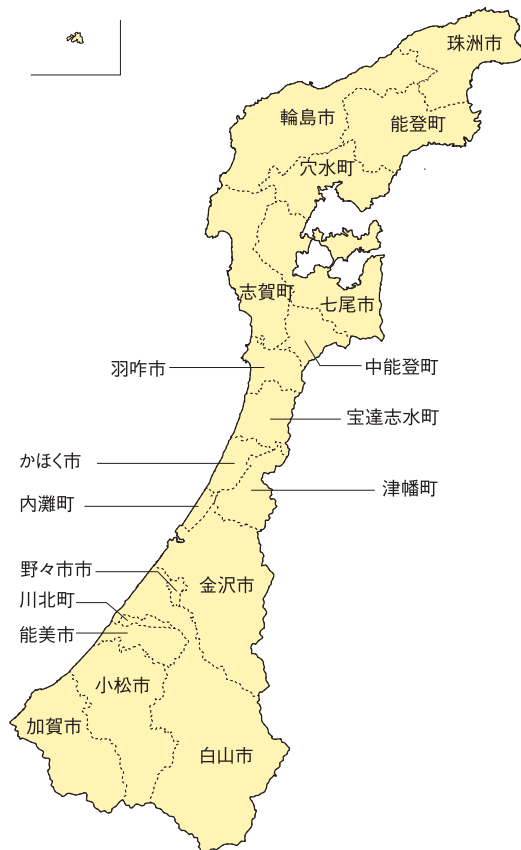 珠洲市
輪島市
能登町
穴水町
志賀町
七尾市
羽咋市
中能登町
宝達志水町
かほく市
津幡町
内灘町
野々市市
金沢市
川北町
能美市
小松市
加賀市
白山市